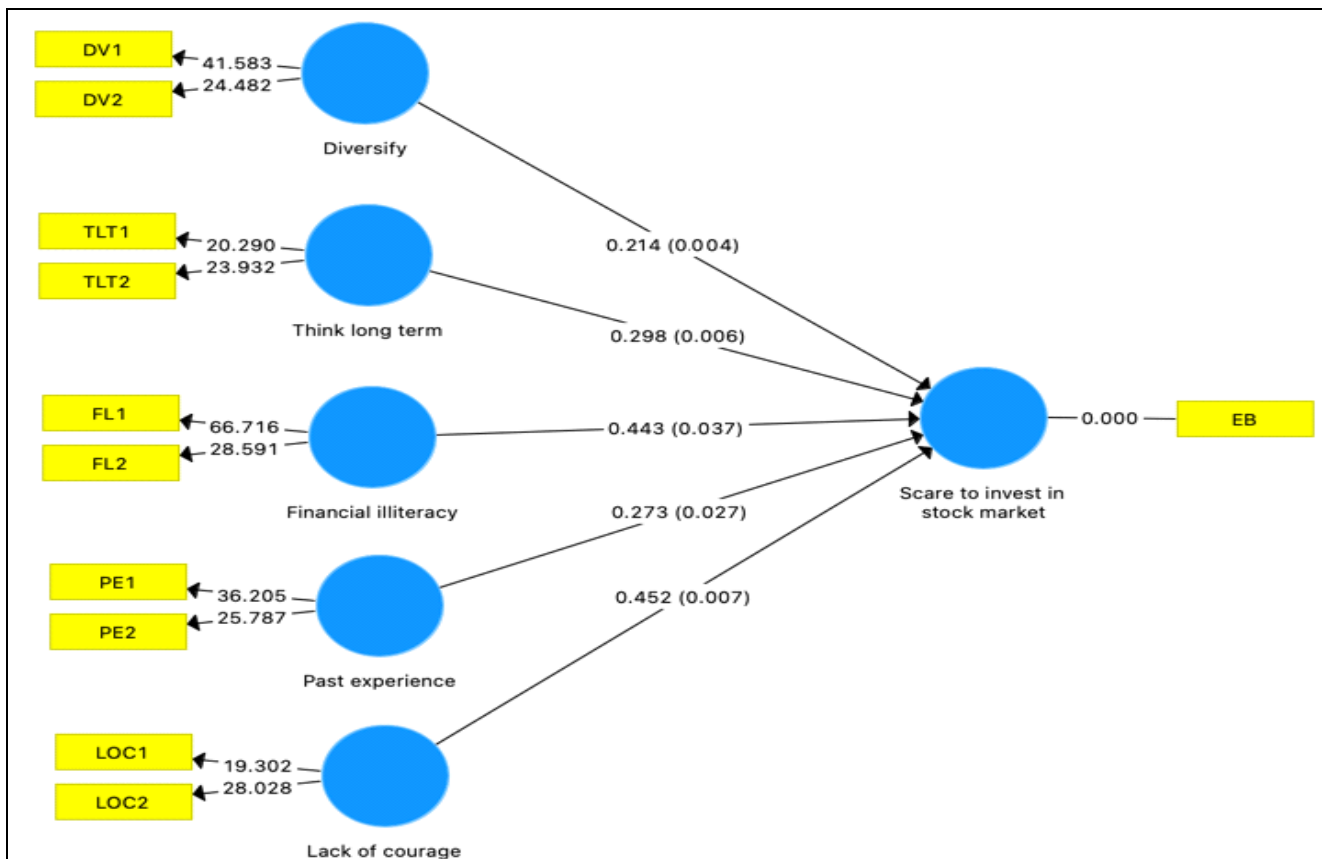 DV1
41.583
24.482
DV2
Diversify
TLT1
20.290
23.932
TLT2
Think long term
FL1
66.716
28.591
FL2
Financial illiteracy
PE1
36.205
25.787
PE2
Past experience
LOC1
19.302
28.028
LOC2
Lack of courage
0.214 (0.004)
0.298 (0.006)
0.443 (0.037)
0.273 (0.027)
0.452 (0.007)
Scare to invest in
stock market
0.000
EB